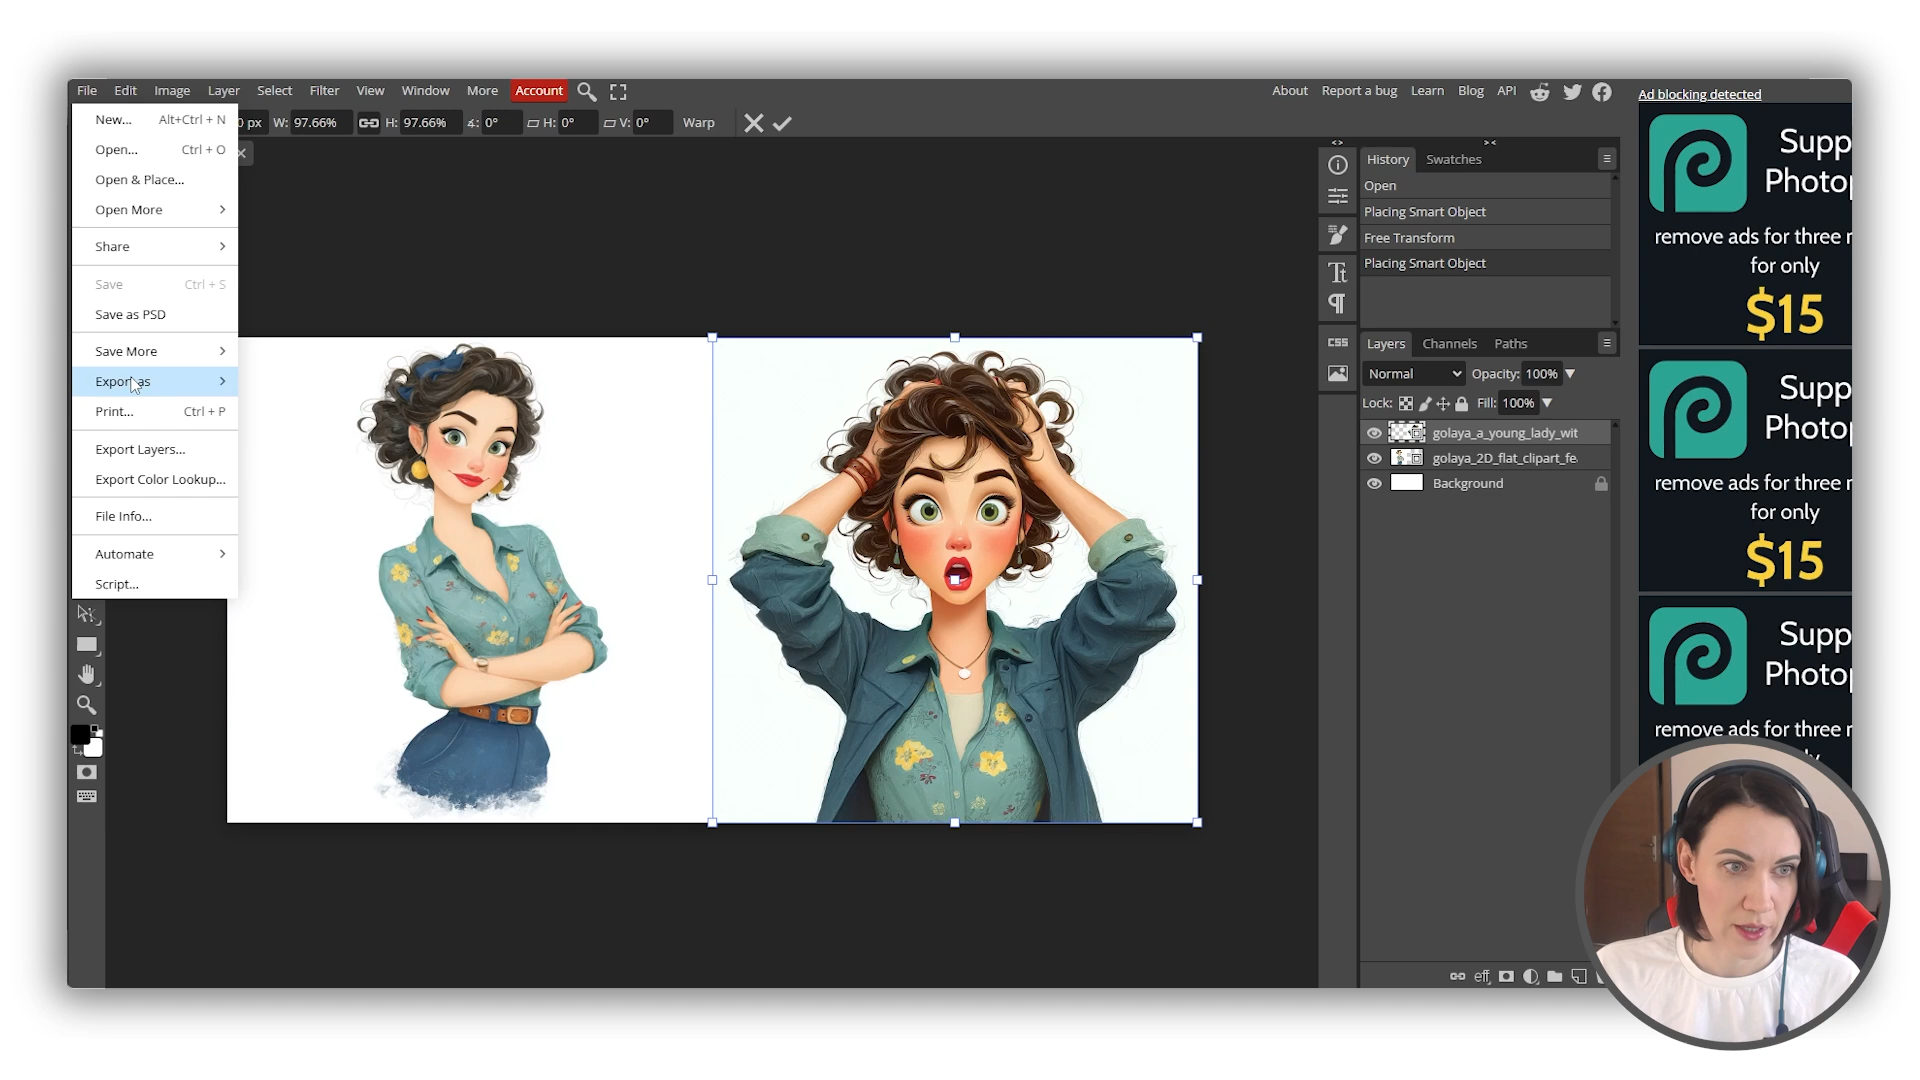 File Edit Image Layer Select Filter View Window More Account
About Report a bug Learn Blog API
Ad blocking detected
0 px W: 97.66% H: 97.66% ∡: 0° H: 0° V: 0° Warp
New... Alt+Ctrl + N
Open... Ctrl + O
Open & Place...
Open More >
Share >
Save Ctrl + S
Save as PSD
Save More >
Export as >
Print... Ctrl + P
Export Layers...
Export Color Lookup...
File Info...
Automate >
Script...
<> ><
History Swatches
Open
Placing Smart Object
Free Transform
Placing Smart Object
CSS
Layers Channels Paths
Normal Opacity: 100%
Lock: Fill: 100%
golaya_a_young_lady_wit
golaya_2D_flat_clipart_fe
Background
eff
Supp
Photop
remove ads for three
for only
$15
Supp
Photop
remove ads for three
for only
$15
Supp
Photop
remove ads for three